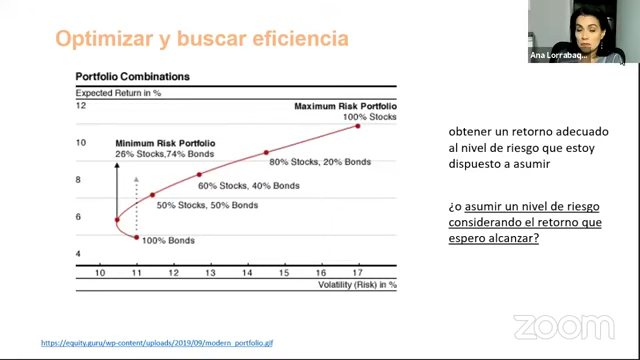 Optimizar y buscar eficiencia
Ana Lorrabaq...
Portfolio Combinations
Expected Return in %
12
Maximum Risk Portfolio
100% Stocks
10
Minimum Risk Portfolio
26% Stocks,74% Bonds
80% Stocks, 20% Bonds
8
60% Stocks, 40% Bonds
50% Stocks, 50% Bonds
6
100% Bonds
4
10 11 12 13 14 15 16 17
Volatility (Risk) in %
obtener un retorno adecuado
al nivel de riesgo que estoy
dispuesto a asumir
¿o asumir un nivel de riesgo
considerando el retorno que
espero alcanzar?
https://equity.guru/wp-content/uploads/2019/09/modern_portfolio.gif
zoom